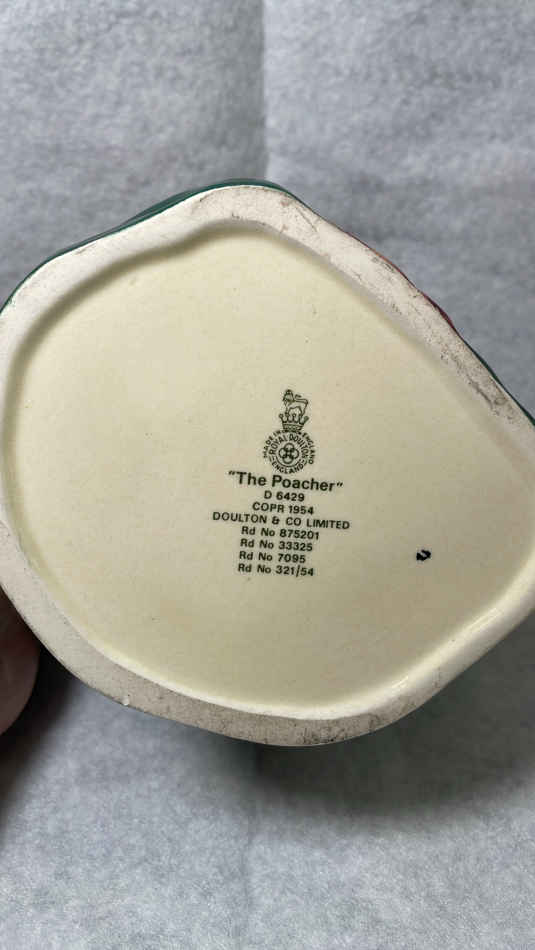 MADE IN ENGLAND
ROYAL DOULTON
ENGLAND
"The Poacher"
D 6429
COPR 1954
DOULTON & CO LIMITED
Rd No 875201
Rd No 33325
Rd No 7095
Rd No 321/54